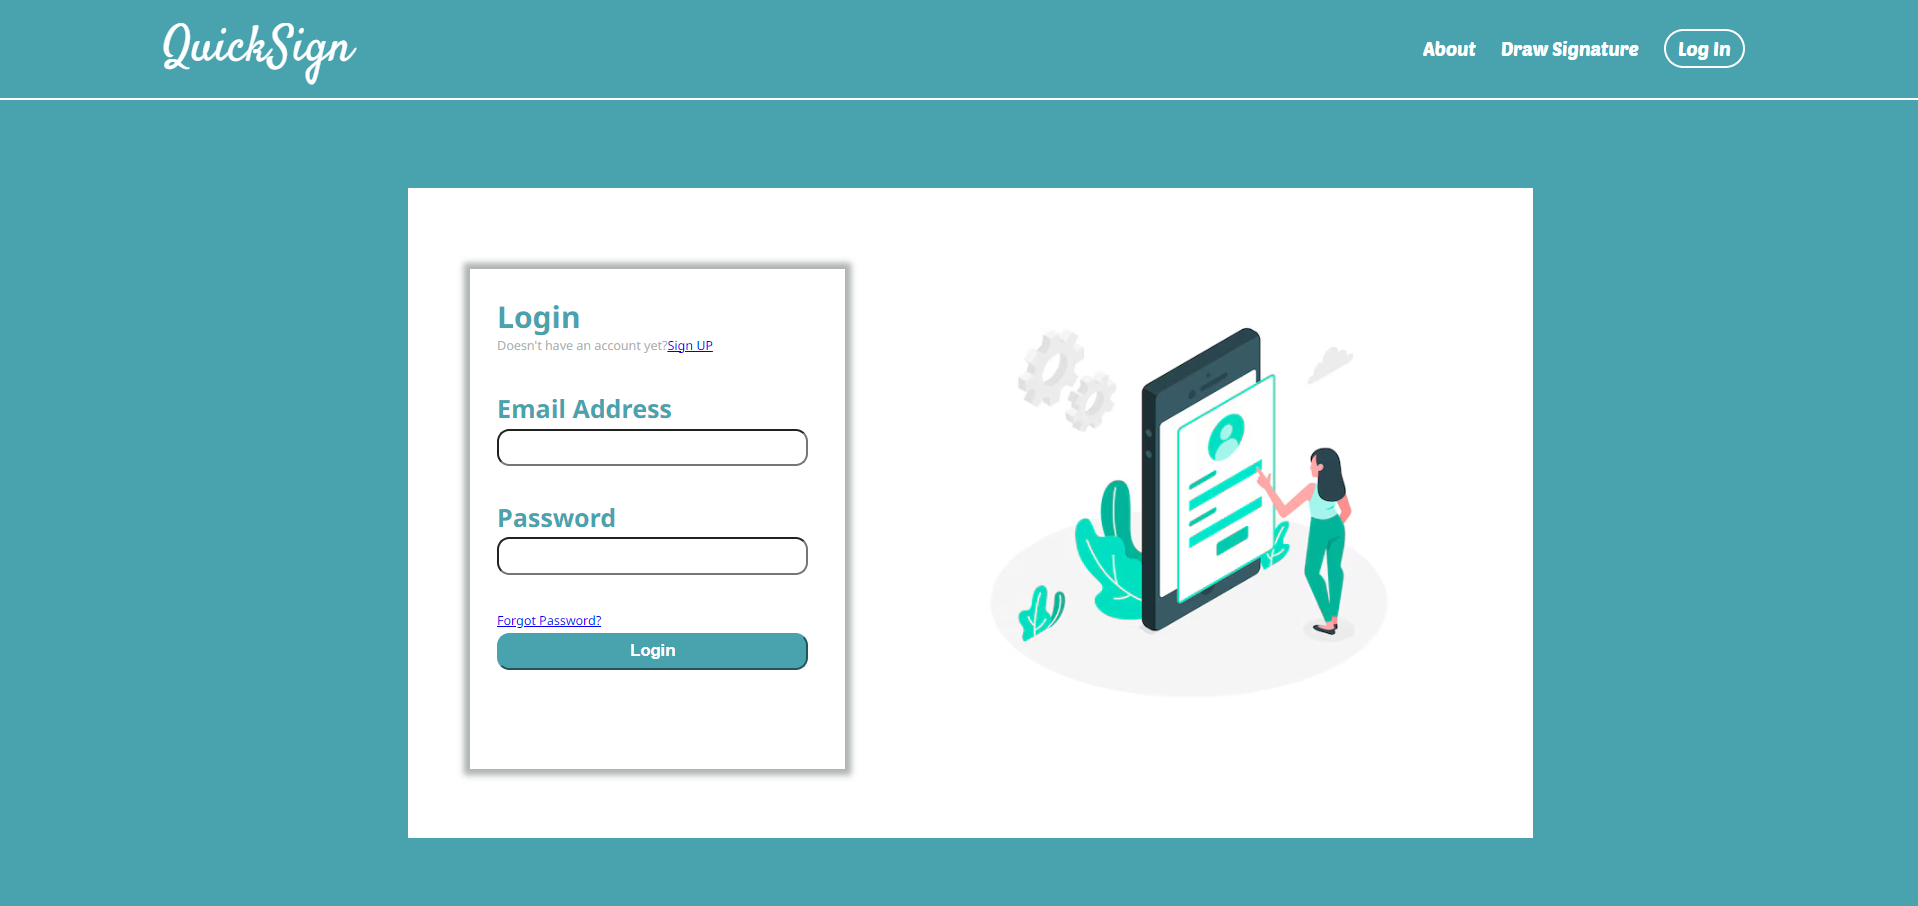 QuickSign
About Draw Signature Log In
Login
Doesn't have an account yet?Sign UP
Email Address
Password
Forgot Password?
Login